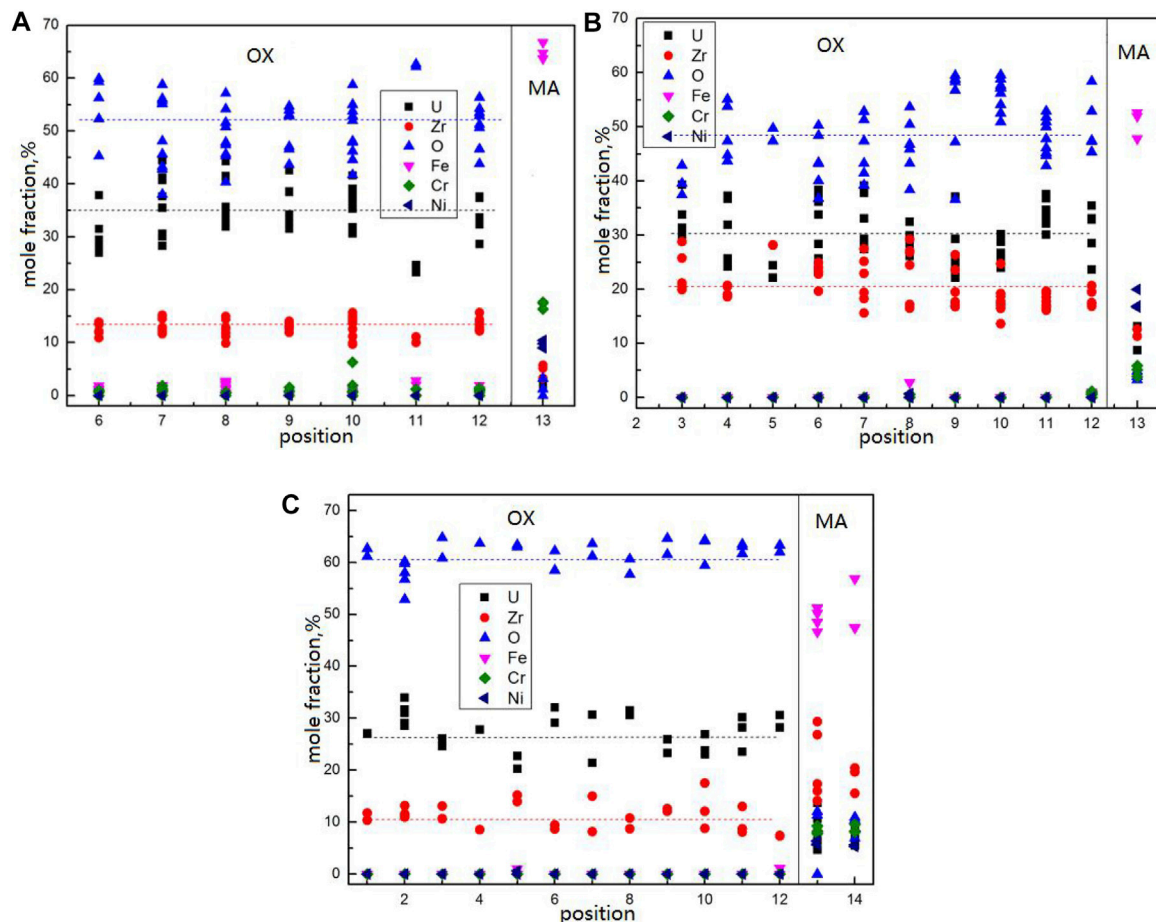 A
OX
MA
mole fraction,%
70
60
50
40
30
20
10
0
U
Zr
O
Fe
Cr
Ni
6 7 8 9 10 11 12 13
position
B
OX
MA
mole fraction,%
70
60
50
40
30
20
10
0
U
Zr
O
Fe
Cr
Ni
2 3 4 5 6 7 8 9 10 11 12 13
position
C
OX
MA
mole fraction,%
70
60
50
40
30
20
10
0
U
Zr
O
Fe
Cr
Ni
2 4 6 8 10 12 14
position